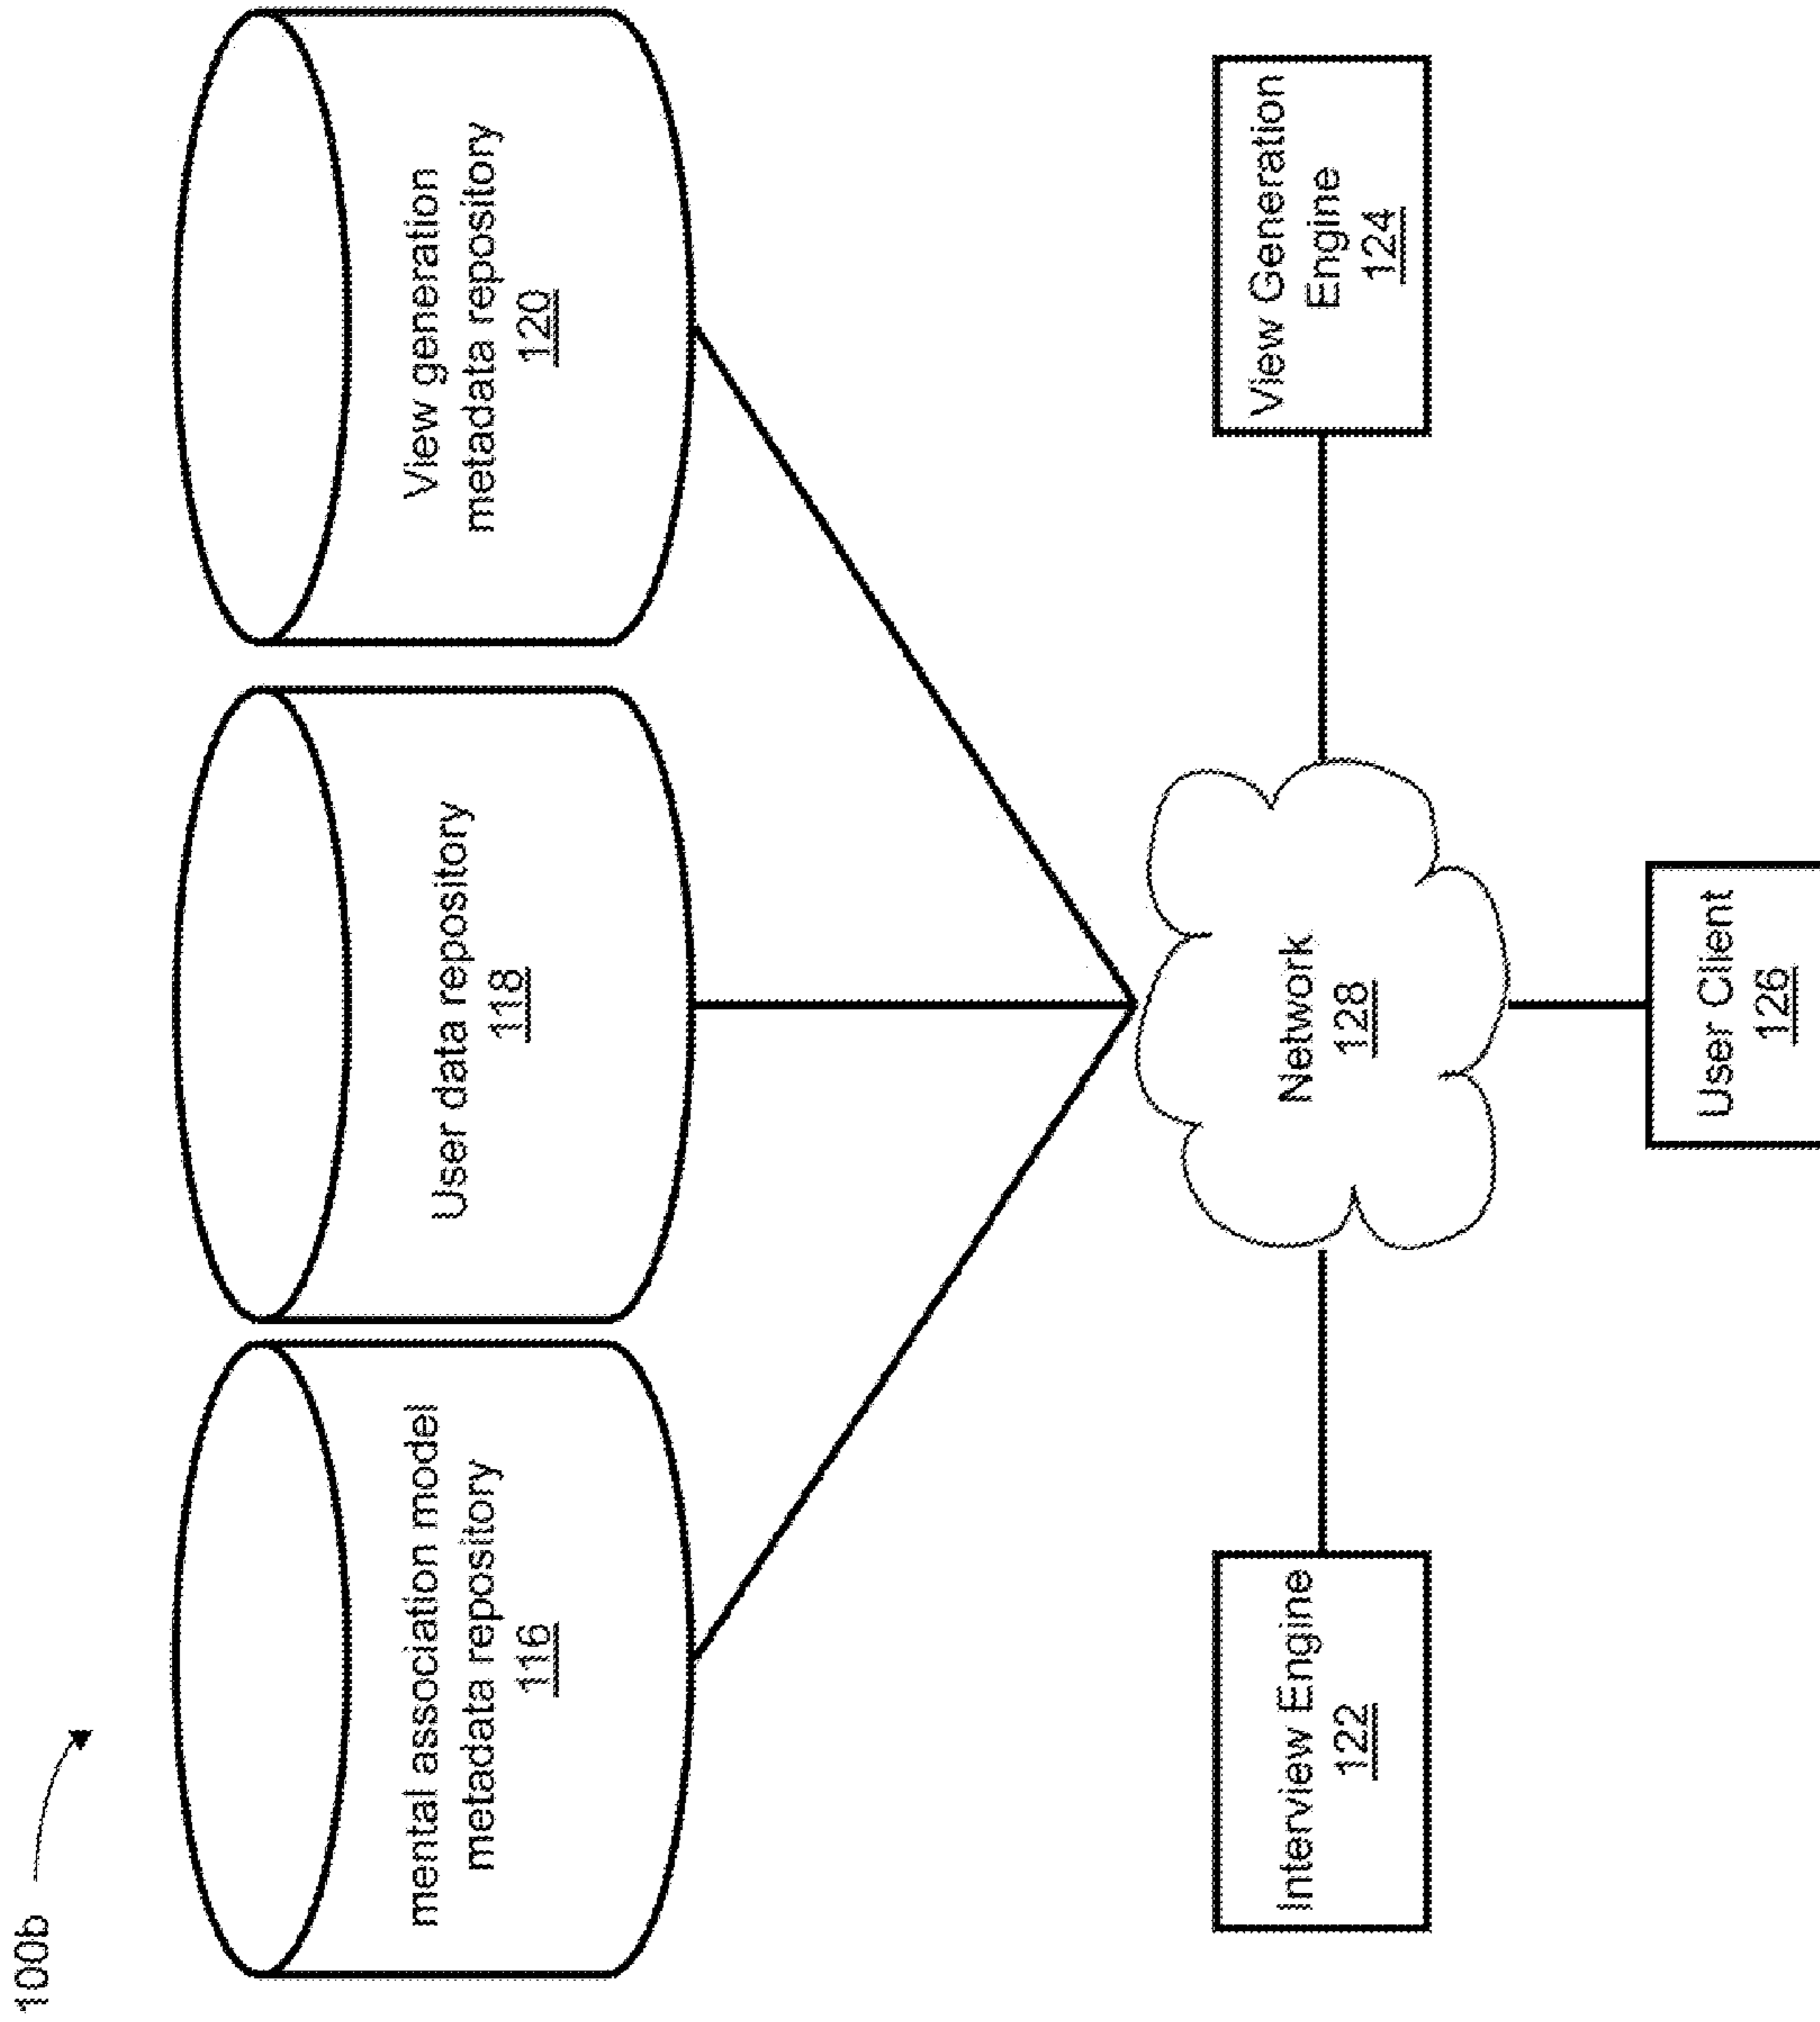 100b
mental association model
metadata repository
116
User data repository
118
View generation
metadata repository
120
Interview Engine
122
Network
128
View Generation
Engine
124
User Client
126